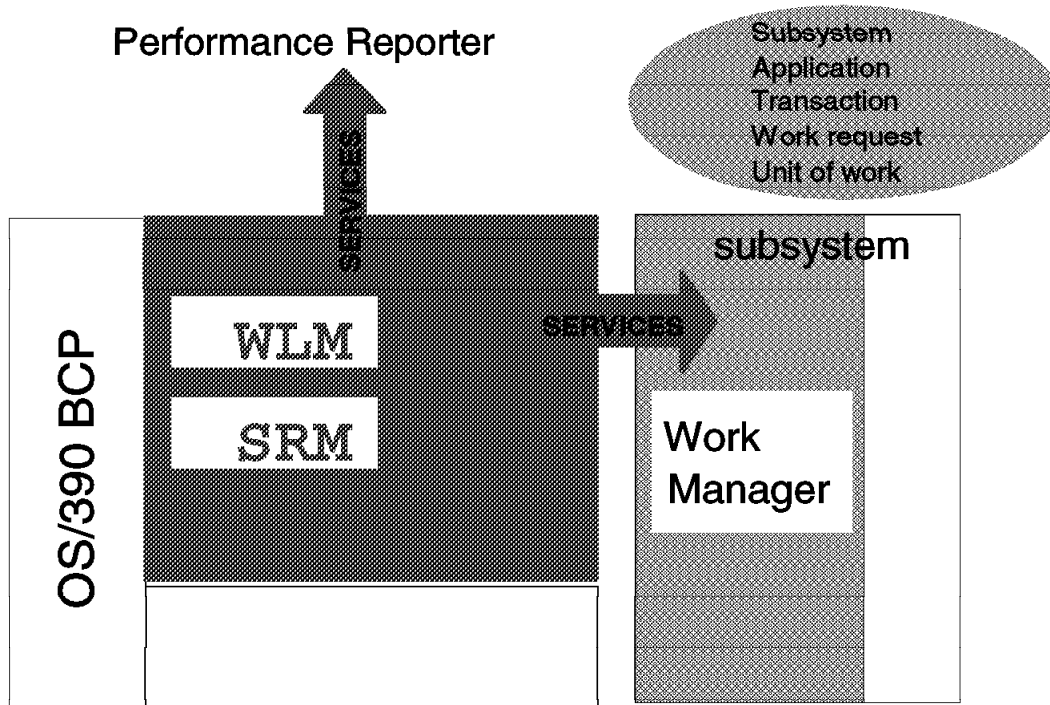 Performance Reporter
Subsystem
Application
Transaction
Work request
Unit of work
SERVICES
subsystem
SERVICES
WLM
SRM
OS/390 BCP
Work
Manager